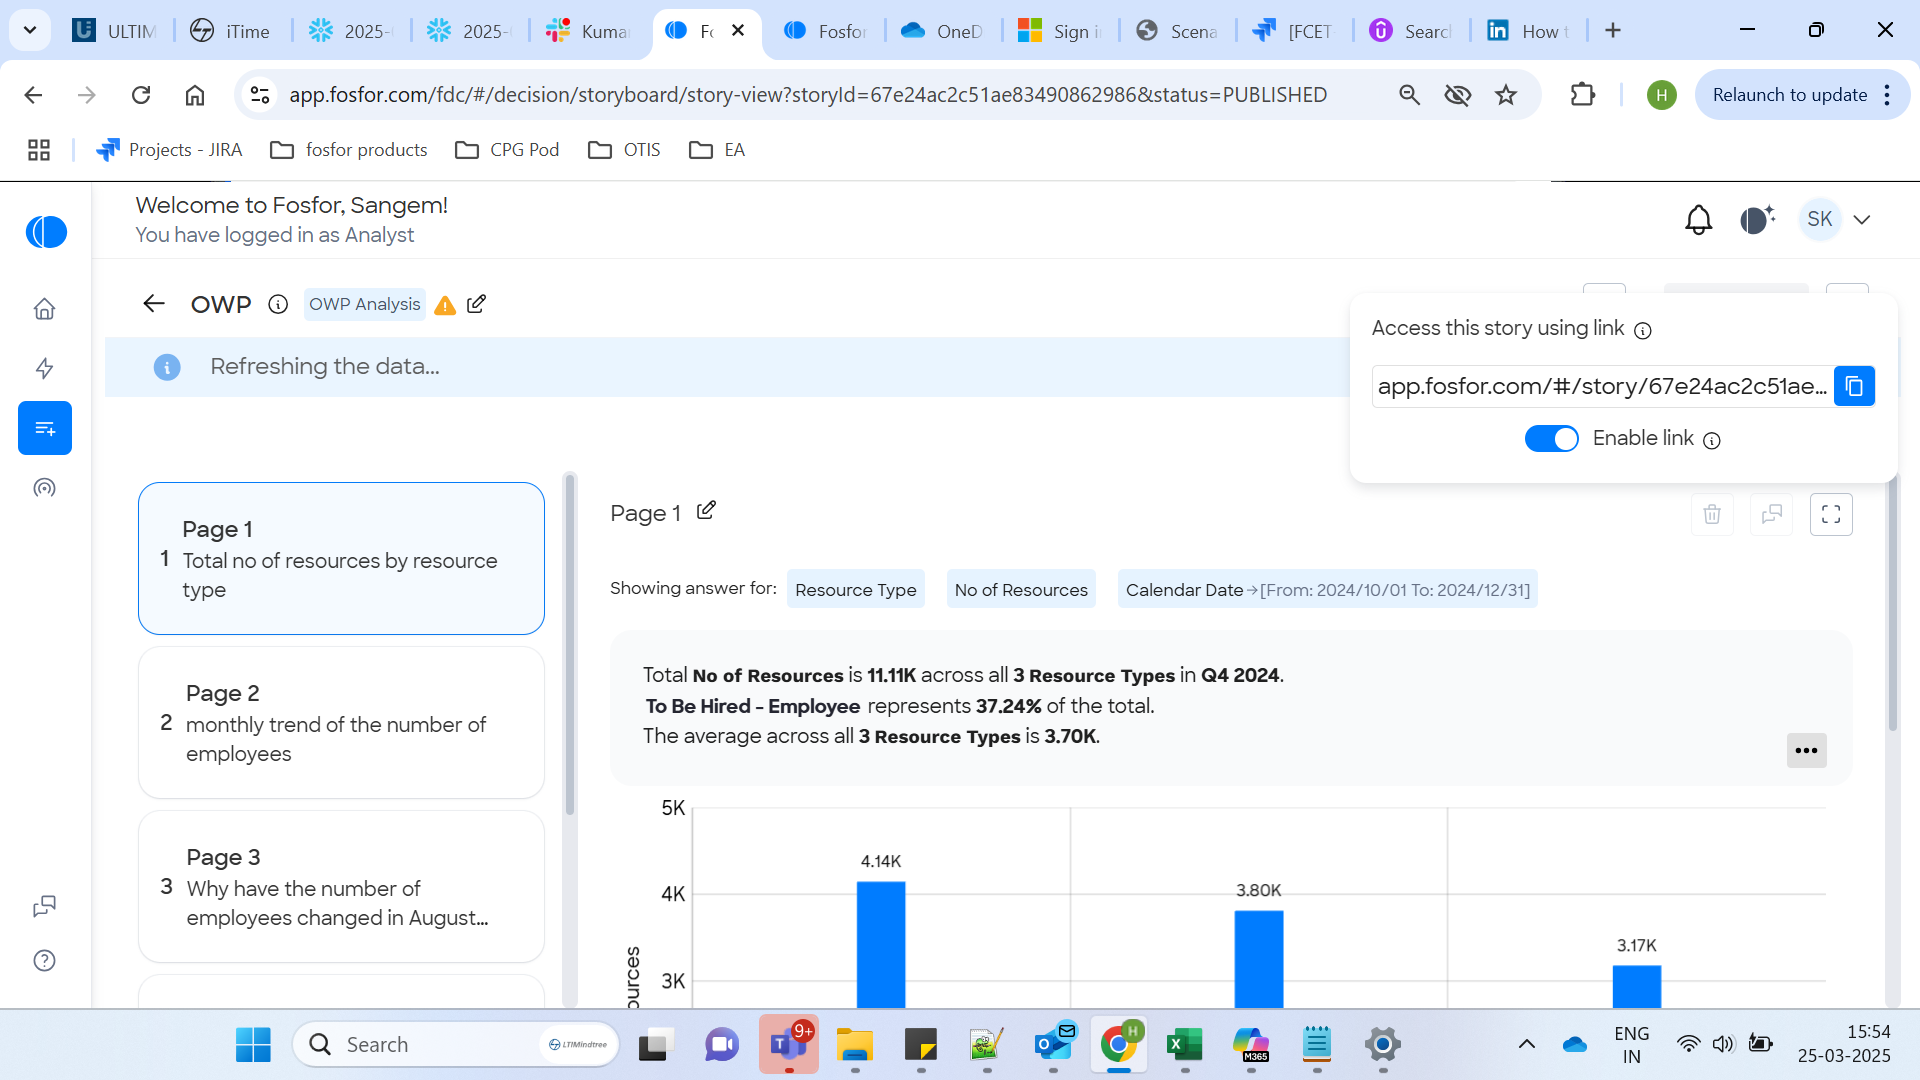 ULTIM
iTime
2025-
2025-
Kuma
Fo
Fosfor
OneD
Sign i
Scena
[FCET
Search
How t
app.fosfor.com/fdc/#/decision/storyboard/story-view?storyId=67e24ac2c51ae83490862986&status=PUBLISHED
H
Relaunch to update
Projects - JIRA
fosfor products
CPG Pod
OTIS
EA
Welcome to Fosfor, Sangem!
You have logged in as Analyst
SK
OWP
OWP Analysis
Refreshing the data...
Access this story using link
app.fosfor.com/#/story/67e24ac2c51ae...
Enable link
Page 1
1
Total no of resources by resource
type
Page 2
2
monthly trend of the number of
employees
Page 3
3
Why have the number of
employees changed in August...
Page 1
Showing answer for:
Resource Type
No of Resources
Calendar Date→[From: 2024/10/01 To: 2024/12/31]
Total No of Resources is 11.11K across all 3 Resource Types in Q4 2024.
To Be Hired - Employee represents 37.24% of the total.
The average across all 3 Resource Types is 3.70K.
5K
4K
3K
4.14K
3.80K
3.17K
ources
Search
LTIMindtree
9+
H
M365
ENG
IN
15:54
25-03-2025